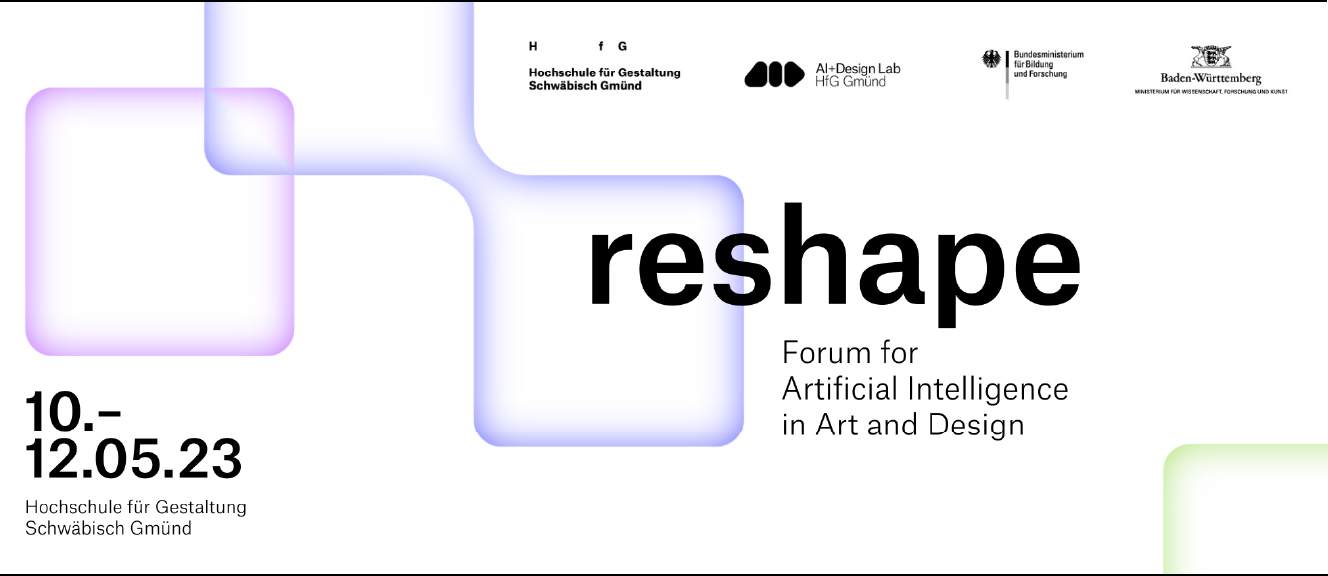 H f G
Hochschule für Gestaltung
Schwäbisch Gmünd
AI+Design Lab
HfG Gmünd
Bundesministerium
für Bildung
und Forschung
Baden-Württemberg
MINISTERIUM FÜR WISSENSCHAFT, FORSCHUNG UND KUNST
reshape
Forum for
Artificial Intelligence
in Art and Design
10.–
12.05.23
Hochschule für Gestaltung
Schwäbisch Gmünd